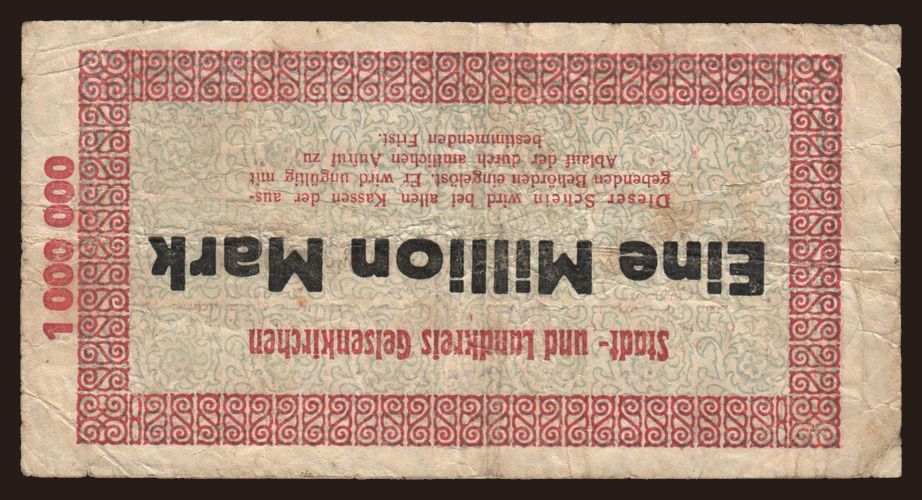 Stadt- und Landkreis Gelsenkirchen
Eine Million Mark
Dieser Schein wird bei allen Kassen der aus-
gebenden Behörden eingelöst. Er wird ungültig mit
Ablauf der durch amtlichen Aufruf zu
bestimmenden Frist.
1 000 000